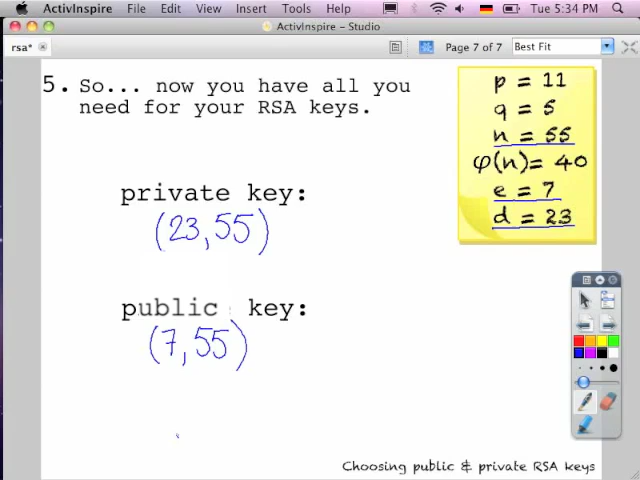 ActivInspire File Edit View Insert Tools Help Tue 5:34 PM
ActivInspire - Studio
rsa* Page 7 of 7 Best Fit
5. So... now you have all you
need for your RSA keys.
p = 11
q = 5
n = 55
φ(n)= 40
e = 7
d = 23
private key:
(23,55)
public key:
(7,55)
Choosing public & private RSA keys